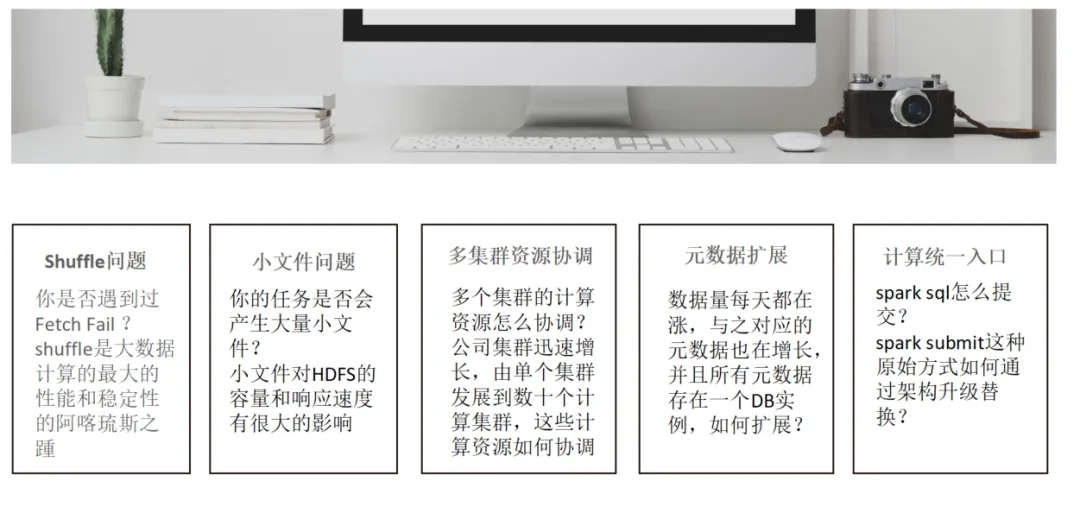 Shuffle问题
你是否遇到过
Fetch Fail ？
shuffle是大数据
计算的最大的
性能和稳定性
的阿喀琉斯之
踵
小文件问题
你的任务是否会
产生大量小文
件？
小文件对HDFS的
容量和响应速度
有很大的影响
多集群资源协调
多个集群的计算
资源怎么协调？
公司集群迅速增
长，由单个集群
发展到数十个计
算集群，这些计
算资源如何协调
元数据扩展
数据量每天都在
涨，与之对应的
元数据也在增长，
并且所有元数据
存在一个DB实
例，如何扩展？
计算统一入口
spark sql怎么提
交？
spark submit这种
原始方式如何通
过架构升级替
换？